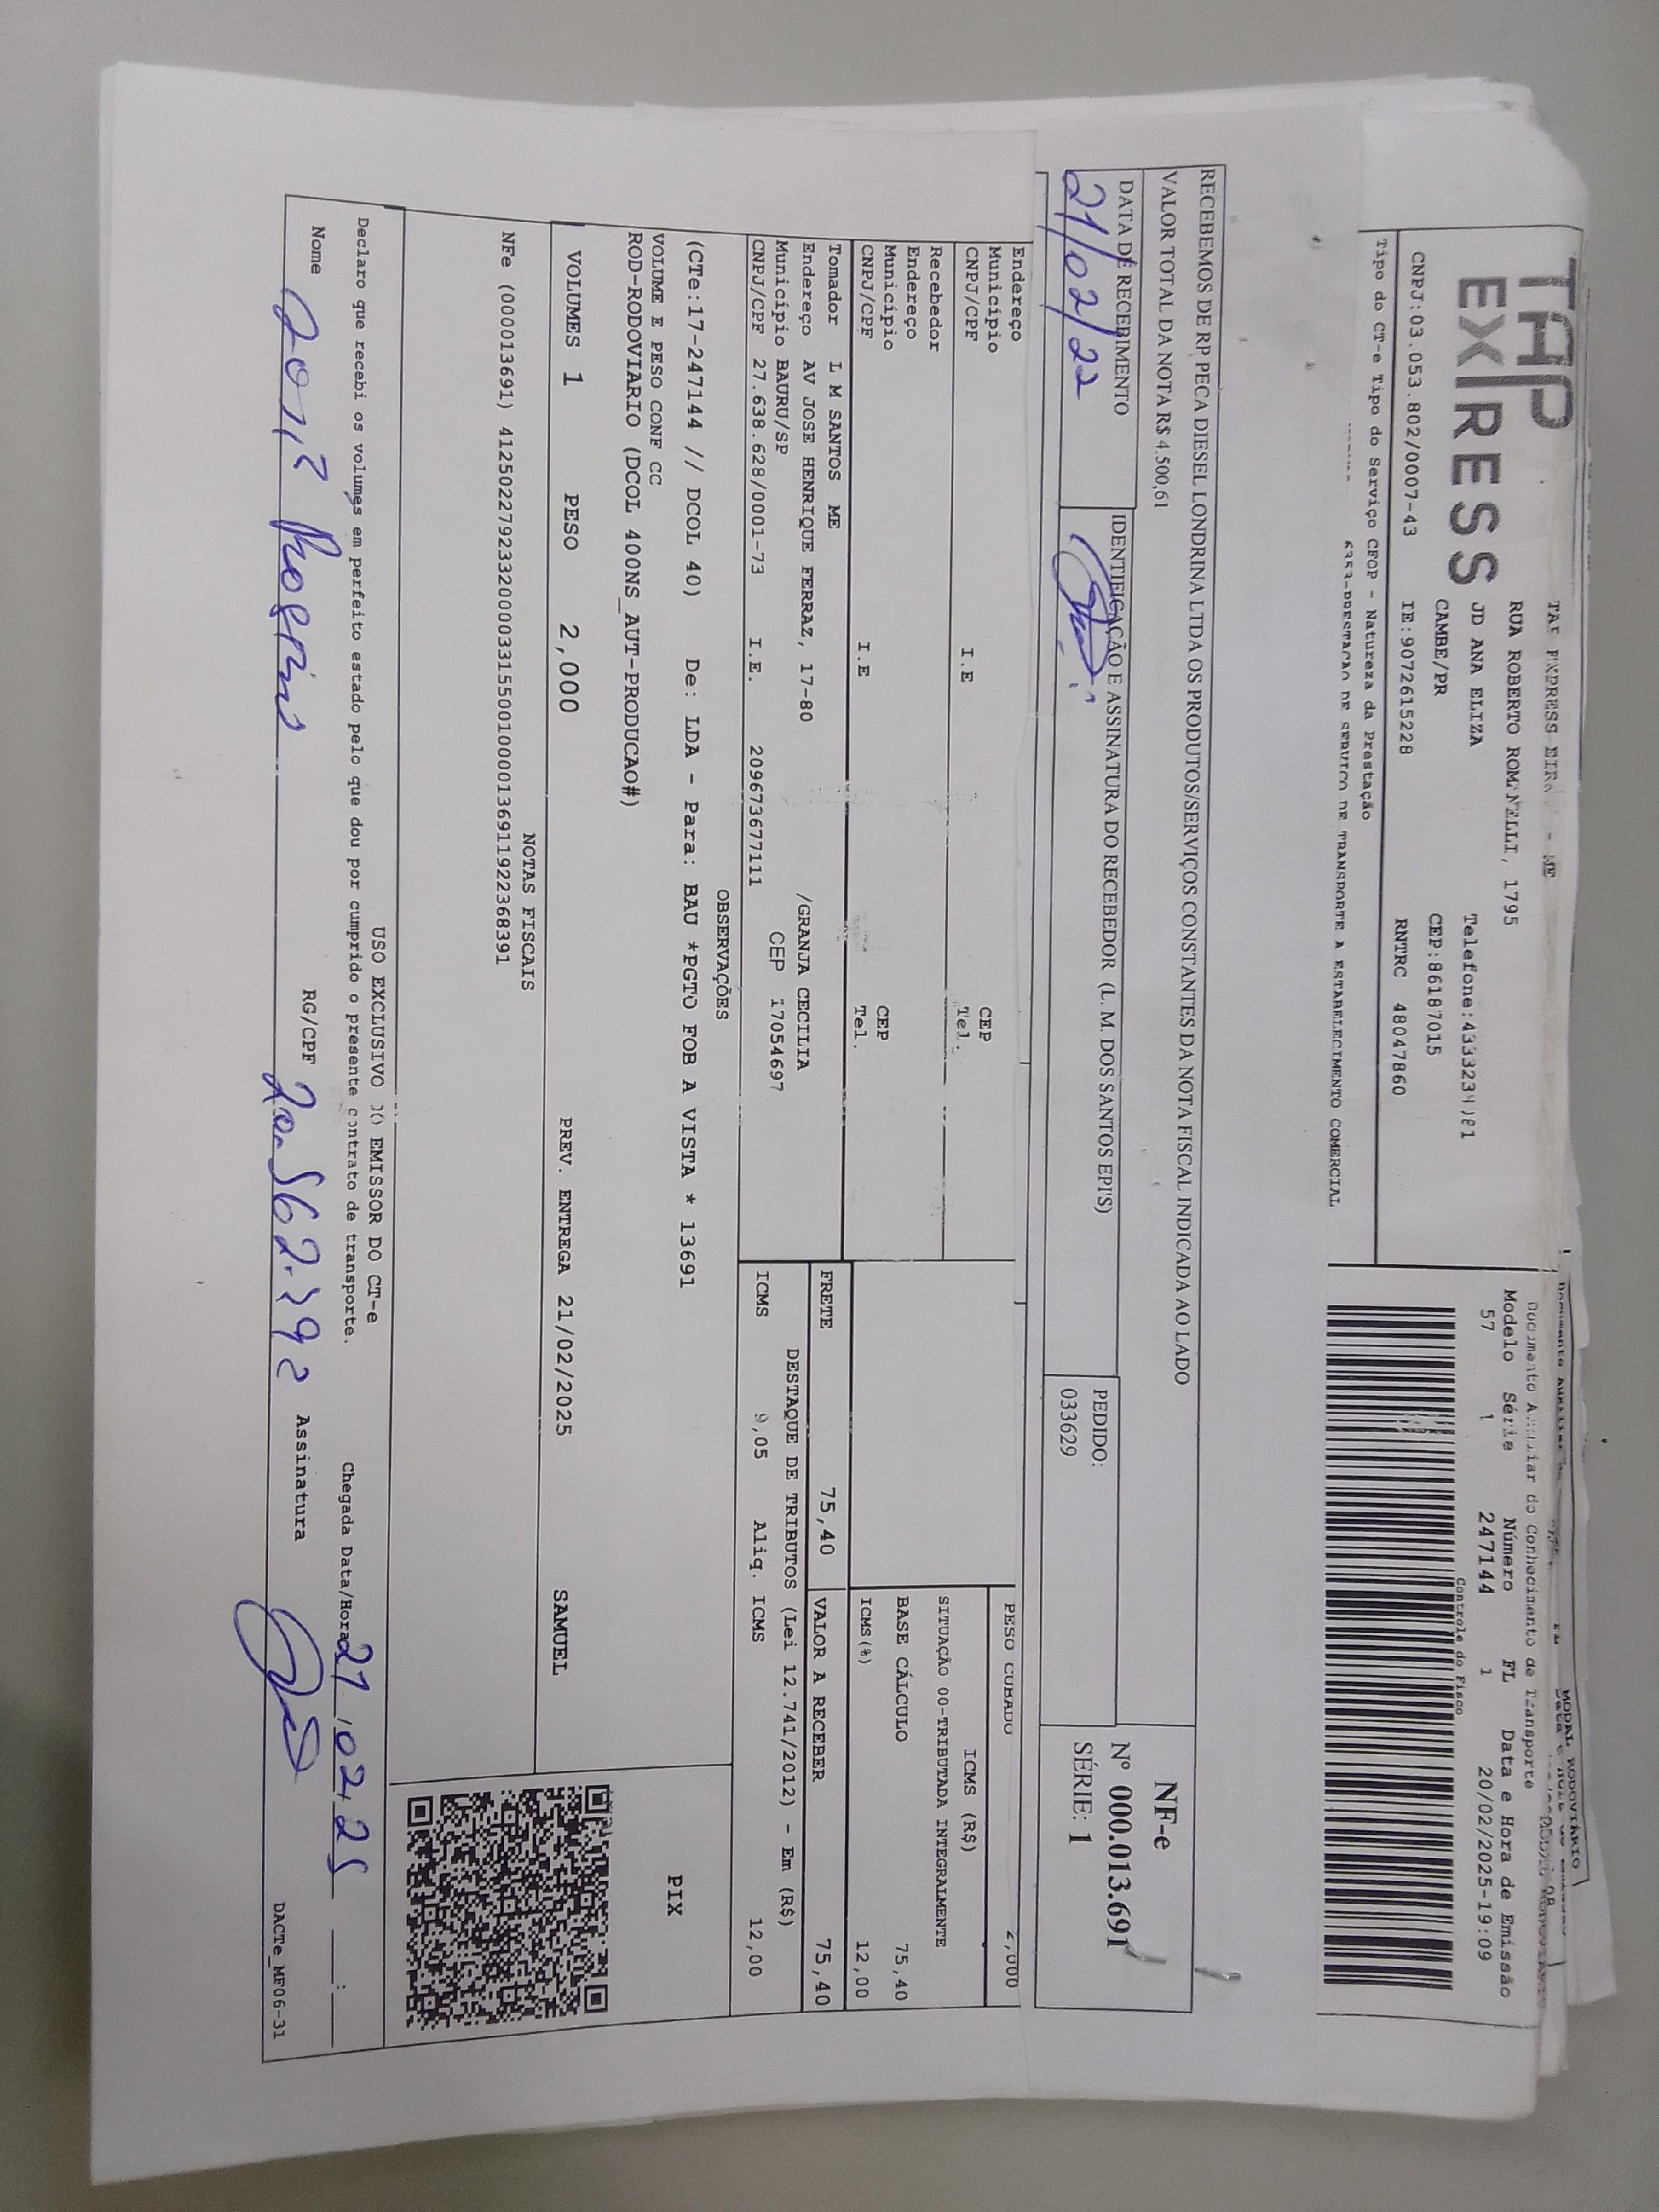 TAP
EXPRESS
RUA ROBERTO ROMANELLI, 1795
JD ANA ELIZA
CAMBE/PR
CEP:86187015
CNPJ:03.053.802/0007-43 IE:9072615228 RNTRC 48047860
Tipo do CT-e Tipo do Serviço CFOP - Natureza da Prestação
DE SERVICO DE TRANSPORTE A ESTABELECIMENTO COMERCIAL
MODAL RODOVIÁRIO
Documento Auxiliar do Conhecimento de Transporte
Modelo Série Número FL Data e Hora de Emissão
57 1 247144 1 20/02/2025-19:09
Controle do Fisco
RECEBEMOS DE RP PECA DIESEL LONDRINA LTDA OS PRODUTOS/SERVIÇOS CONSTANTES DA NOTA FISCAL INDICADA AO LADO
VALOR TOTAL DA NOTA R$ 4.500,61
DATA DE RECEBIMENTO
21/02/22
IDENTIFICAÇÃO E ASSINATURA DO RECEBEDOR (L. M. DOS SANTOS EPI'S)
PEDIDO:
033629
NF-e
Nº 000.013.691
SÉRIE: 1
Endereço
Município CEP
CNPJ/CPF I.E Tel.
Recebedor
Endereço
Município CEP
CNPJ/CPF I.E Tel.
PESO CUBADO 2,000
ICMS (R$)
SITUAÇÃO 00-TRIBUTADA INTEGRALMENTE
BASE CÁLCULO 75,40
ICMS(%) 12,00
Tomador L M SANTOS ME
Endereço AV JOSE HENRIQUE FERRAZ, 17-80 /GRANJA CECILIA
Município BAURU/SP CEP 17054697
CNPJ/CPF 27.638.628/0001-73 I.E. 209673677111
FRETE 75,40 VALOR A RECEBER 75,40
DESTAQUE DE TRIBUTOS (Lei 12.741/2012) - Em (R$)
ICMS 9,05 Aliq. ICMS 12,00
OBSERVAÇÕES
(CTe:17-247144 // DCOL 40) De: LDA - Para: BAU *PGTO FOB A VISTA * 13691
VOLUME E PESO CONF CC
ROD-RODOVIARIO (DCOL 400NS_AUT-PRODUCAO#)
PIX
VOLUMES 1 PESO 2,000 PREV. ENTREGA 21/02/2025 SAMUEL
NOTAS FISCAIS
NFe (000013691) 41250227923320000331550010000136911922368391
USO EXCLUSIVO DO EMISSOR DO CT-e
Declaro que recebi os volumes em perfeito estado pelo que dou por cumprido o presente contrato de transporte.
Chegada Data/Hora 21/02/25 :
Nome RG/CPF Assinatura
DACTe_MF06-31